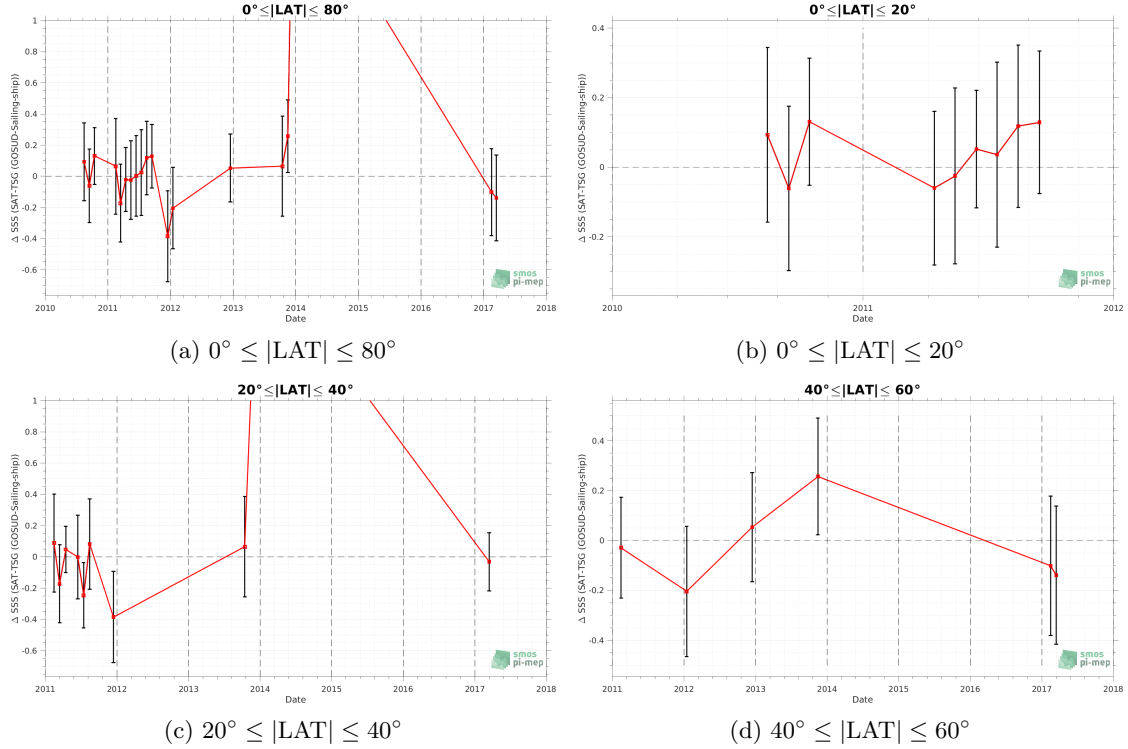 0°≤|LAT|≤ 80°
Δ SSS (SAT-TSG (GOSUD-Sailing-ship))
1
0.8
0.6
0.4
0.2
0
-0.2
-0.4
-0.6
2010 2011 2012 2013 2014 2015 2016 2017 2018
Date
smos
pi-mep
(a) 0° ≤ |LAT| ≤ 80°
0°≤|LAT|≤ 20°
Δ SSS (SAT-TSG (GOSUD-Sailing-ship))
0.4
0.2
0
-0.2
2010 2011 2012
Date
smos
pi-mep
(b) 0° ≤ |LAT| ≤ 20°
20°≤|LAT|≤ 40°
Δ SSS (SAT-TSG (GOSUD-Sailing-ship))
1
0.8
0.6
0.4
0.2
0
-0.2
-0.4
-0.6
2011 2012 2013 2014 2015 2016 2017 2018
Date
smos
pi-mep
(c) 20° ≤ |LAT| ≤ 40°
40°≤|LAT|≤ 60°
Δ SSS (SAT-TSG (GOSUD-Sailing-ship))
0.4
0.2
0
-0.2
-0.4
2011 2012 2013 2014 2015 2016 2017 2018
Date
smos
pi-mep
(d) 40° ≤ |LAT| ≤ 60°